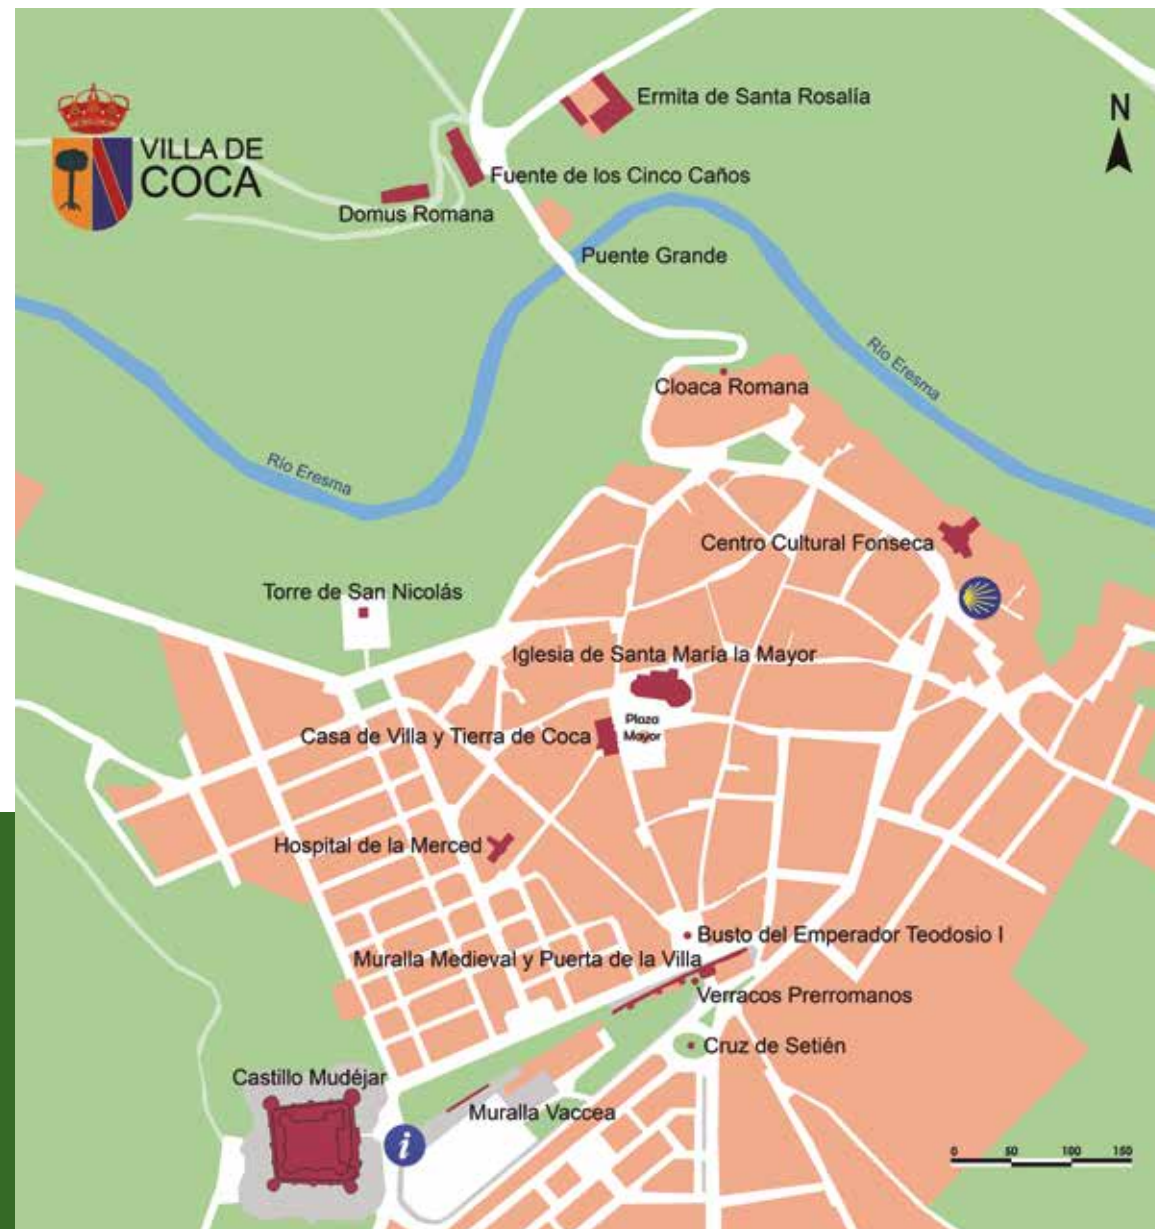 VILLA DE
COCA
N
Ermita de Santa Rosalía
Fuente de los Cinco Caños
Domus Romana
Puente Grande
Río Eresma
Cloaca Romana
Río Eresma
Centro Cultural Fonseca
Torre de San Nicolás
Iglesia de Santa María la Mayor
Plaza
Mayor
Casa de Villa y Tierra de Coca
Hospital de la Merced
Busto del Emperador Teodosio I
Muralla Medieval y Puerta de la Villa
Verracos Prerromanos
Cruz de Setién
Castillo Mudéjar
Muralla Vaccea
i
0 50 100 150